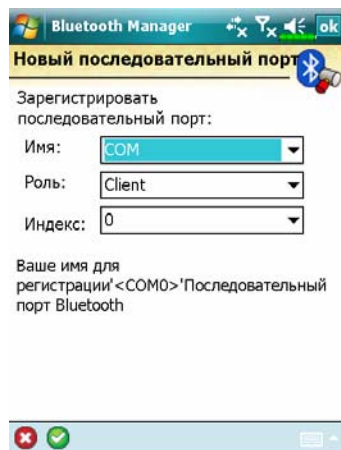 Bluetooth Manager ok
Новый последовательный порт
Зарегистрировать
последовательный порт:
Имя: COM
Роль: Client
Индекс: 0
Ваше имя для
регистрации'<COM0>'Последовательный
порт Bluetooth